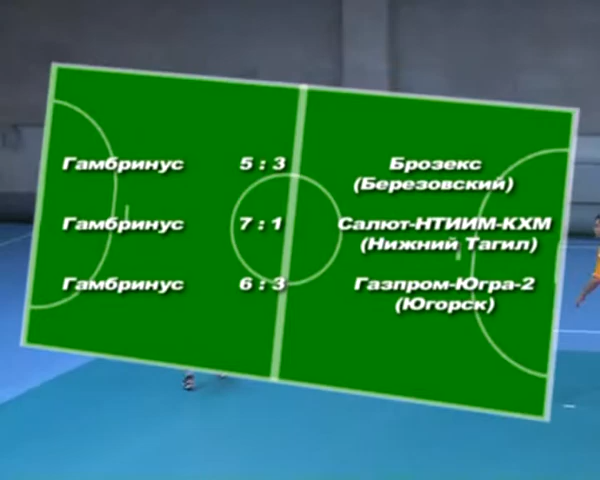 Гамбринус 5 : 3 Брозекс
(Березовский)
Гамбринус 7 : 1 Салют-НТИИМ-КХМ
(Нижний Тагил)
Гамбринус 6 : 3 Газпром-Югра-2
(Югорск)